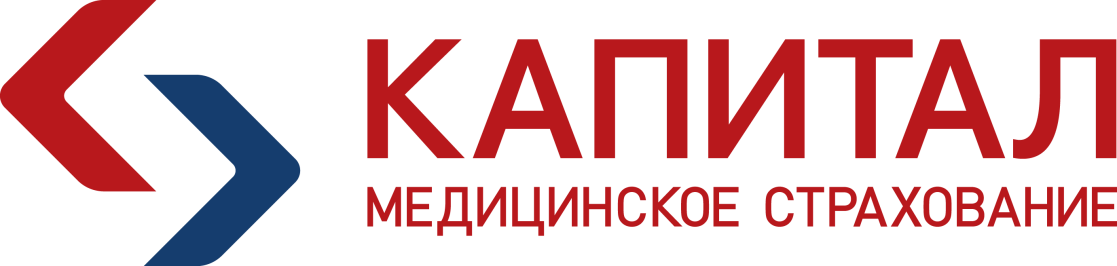 КАПИТАЛ
МЕДИЦИНСКОЕ СТРАХОВАНИЕ